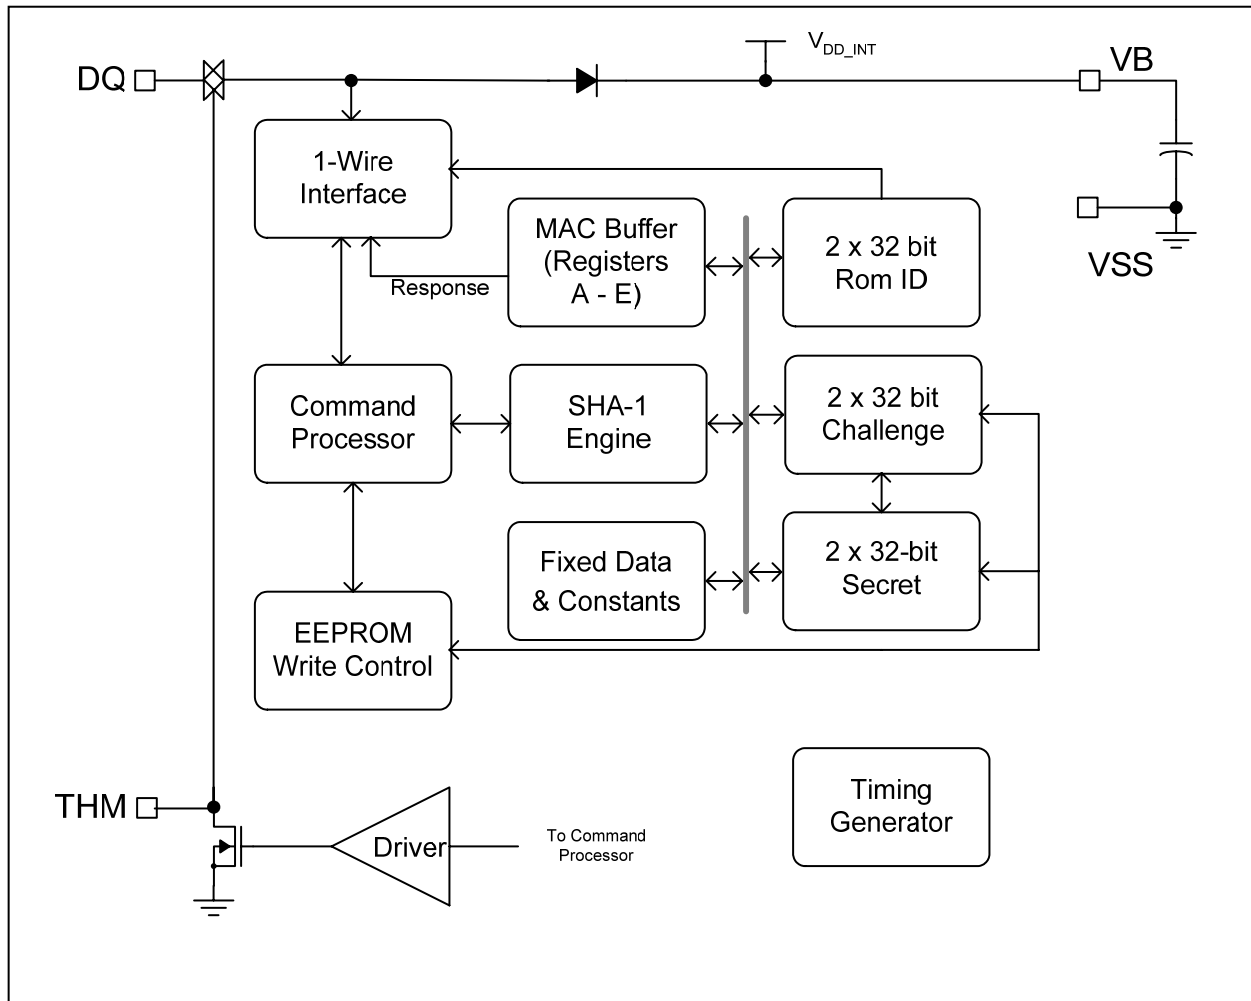 DQ
V DD_INT
VB
1-Wire
Interface
MAC Buffer
(Registers
A - E)
2 x 32 bit
Rom ID
VSS
Response
Command
Processor
SHA-1
Engine
2 x 32 bit
Challenge
Fixed Data
& Constants
2 x 32-bit
Secret
EEPROM
Write Control
THM
Driver
To Command
Processor
Timing
Generator